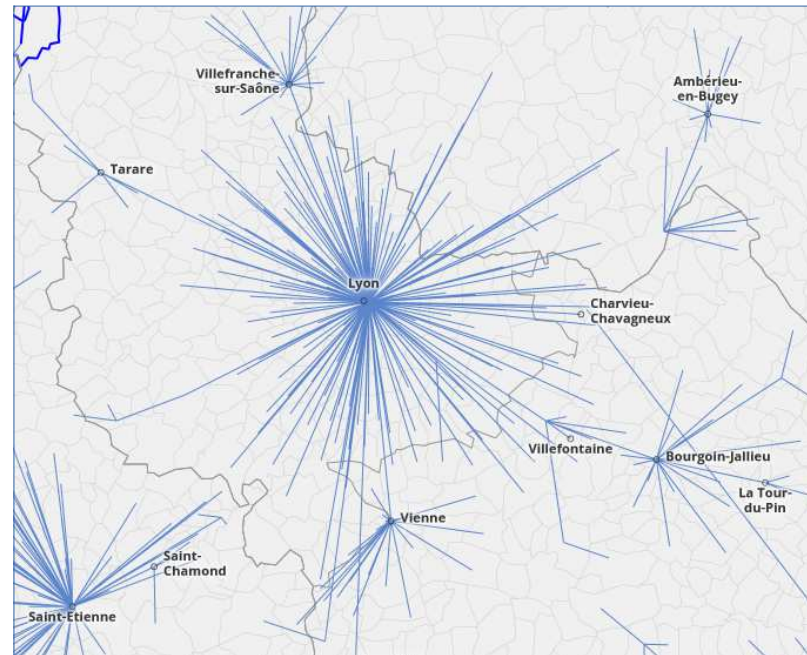 Villefranche-
sur-Saône
Ambérieu-
en-Bugey
Tarare
Lyon
Charvieu-
Chavagneux
Villefontaine
Bourgoin-Jallieu
La Tour-
du-Pin
Vienne
Saint-
Chamond
Saint-Etienne